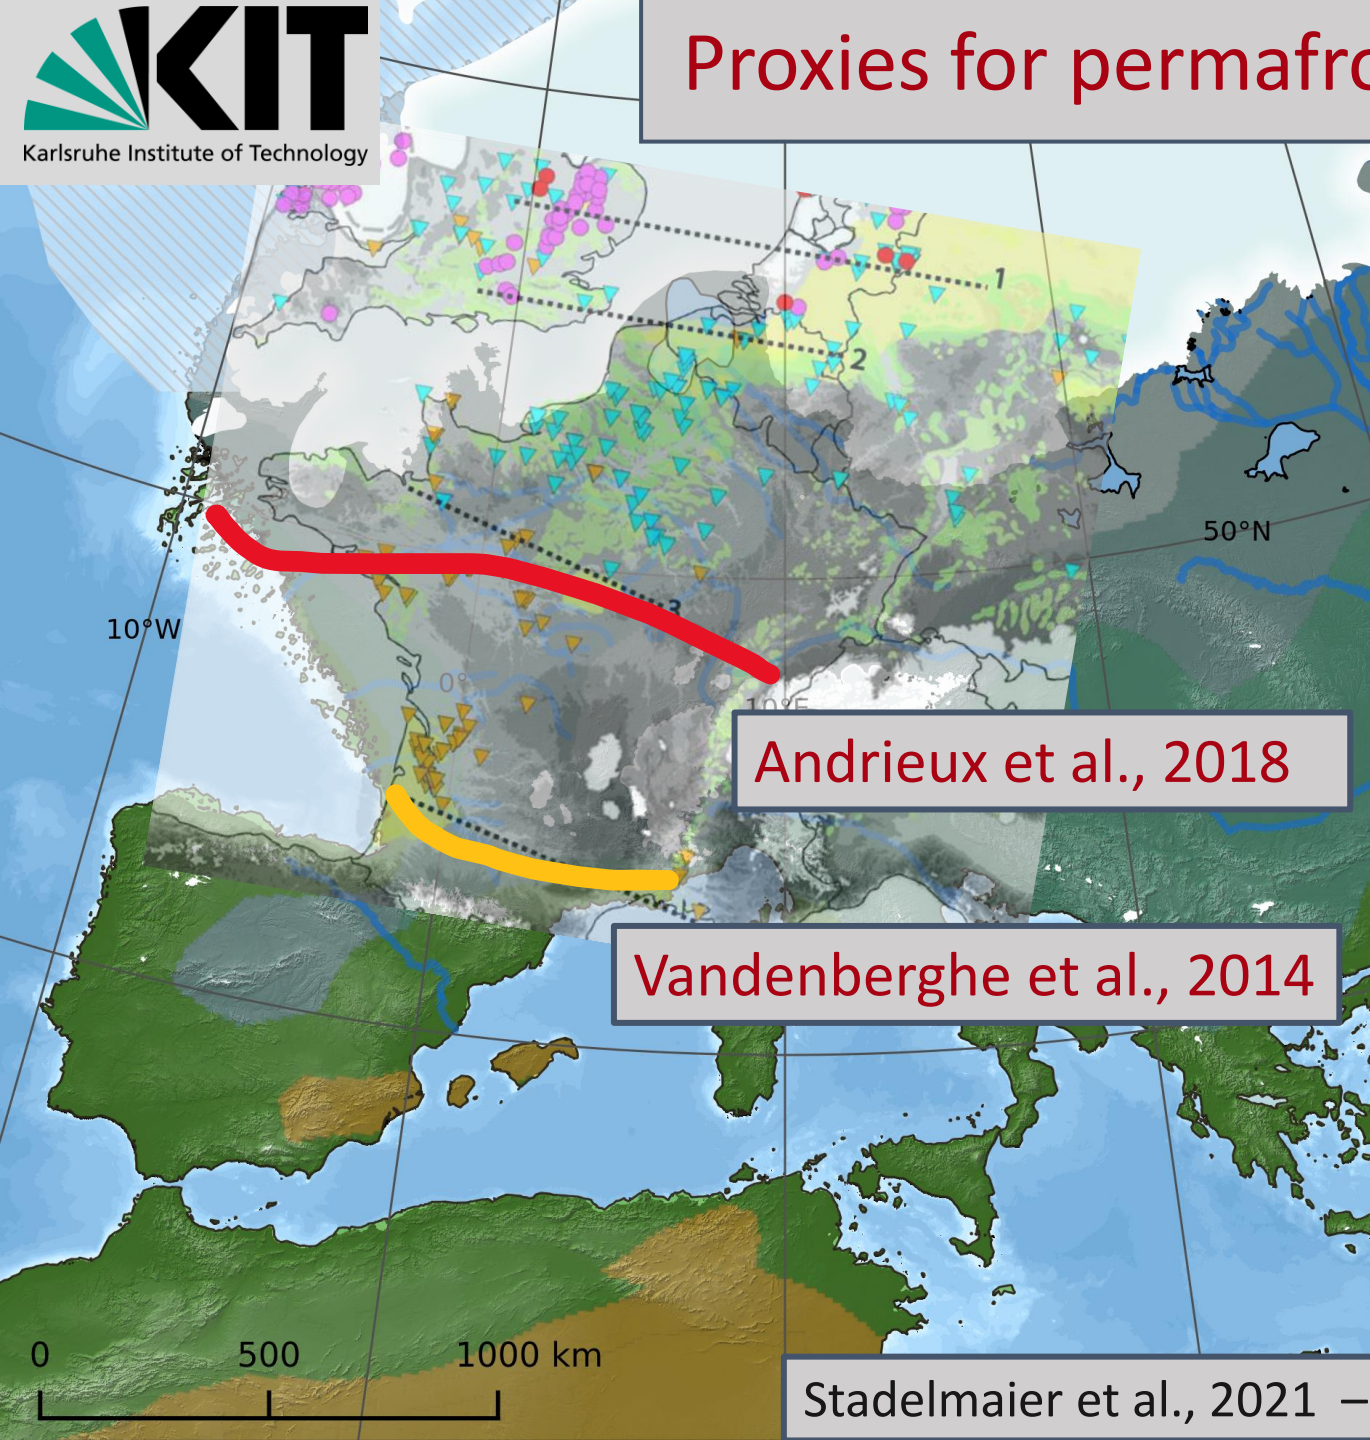 KIT
Karlsruhe Institute of Technology
Proxies for permafro
1
2
50°N
3
10°W
0°
10°E
Andrieux et al., 2018
Vandenberghe et al., 2014
0 500 1000 km
Stadelmaier et al., 2021 –